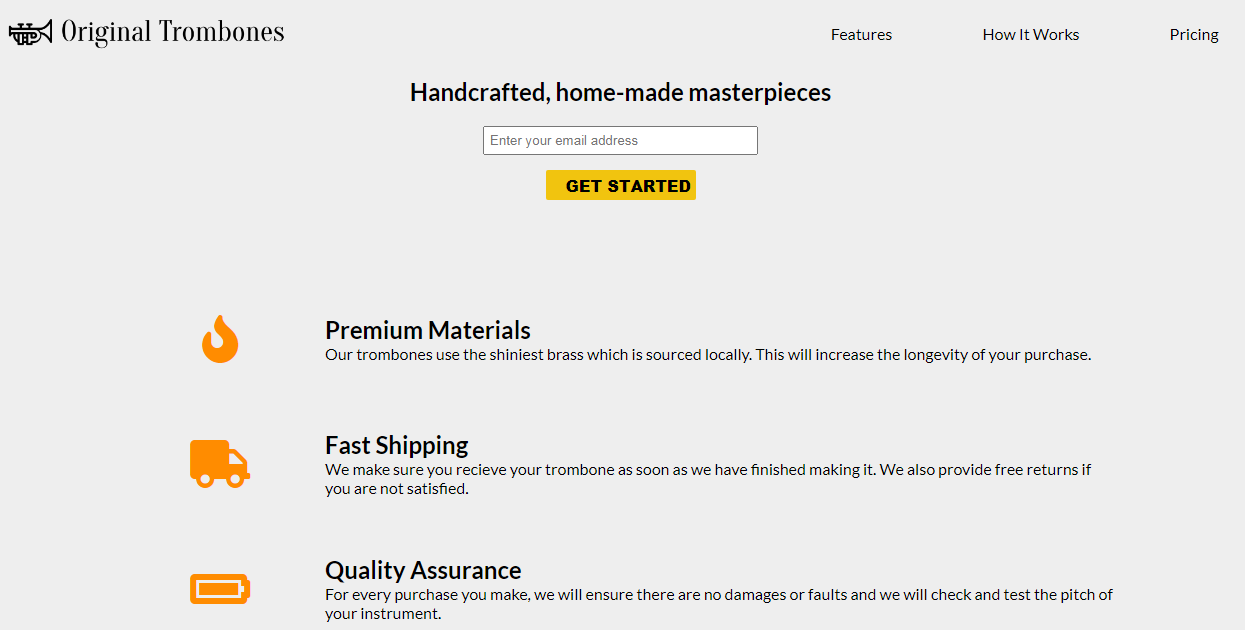 Original Trombones
Features
How It Works
Pricing
Handcrafted, home-made masterpieces
Enter your email address
GET STARTED
Premium Materials
Our trombones use the shiniest brass which is sourced locally. This will increase the longevity of your purchase.
Fast Shipping
We make sure you recieve your trombone as soon as we have finished making it. We also provide free returns if
you are not satisfied.
Quality Assurance
For every purchase you make, we will ensure there are no damages or faults and we will check and test the pitch of
your instrument.